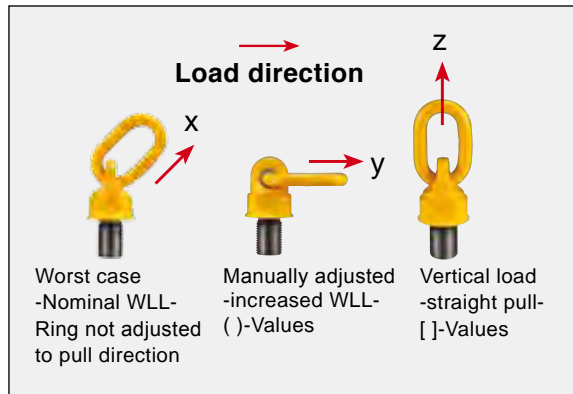 Load direction
x
y
z
Worst case
-Nominal WLL-
Ring not adjusted
to pull direction
Manually adjusted
-increased WLL-
( )-Values
Vertical load
-straight pull-
[ ]-Values